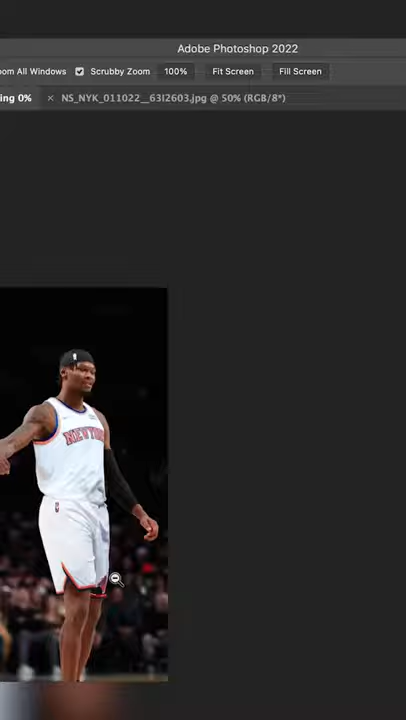 Adobe Photoshop 2022
oom All Windows Scrubby Zoom 100% Fit Screen Fill Screen
ing 0% × NS_NYK_011022__63I2603.jpg @ 50% (RGB/8*)
NEW YORK